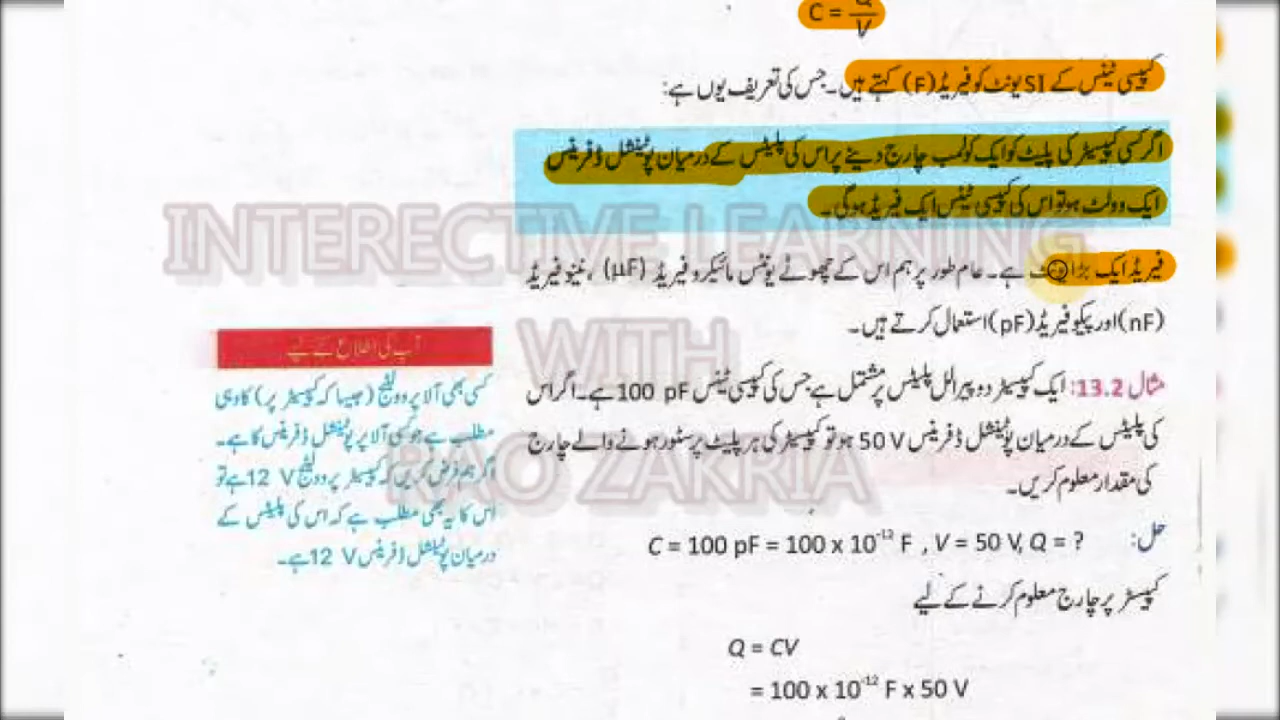 C = Q/V
کپیسی ٹینس کے SI یونٹ کو فیریڈ (F) کہتے ہیں۔ جس کی تعریف یوں ہے:
اگر کسی کپیسٹر کی پلیٹ کو ایک کولمب چارج دینے پر اس کی پلیٹس کے درمیان پوٹینشل ڈفرینس
ایک وولٹ ہو تو اس کی کپیسی ٹینس ایک فیریڈ ہوگی۔
فیریڈ ایک بڑا ہے۔ عام طور پر ہم اس کے چھوٹے یونٹس مائیکرو فیریڈ (μF)، نینو فیریڈ
(nF) اور پیکو فیریڈ (pF) استعمال کرتے ہیں۔
مثال 13.2: ایک کپیسٹر دو پیرالل پلیٹس پر مشتمل ہے جس کی کپیسی ٹینس 100 pF ہے۔ اگر اس
کی پلیٹس کے درمیان پوٹینشل ڈفرینس 50 V ہو تو کپیسٹر کی ہر پلیٹ پر سٹور ہونے والے چارج
کی مقدار معلوم کریں۔
حل: C = 100 pF = 100 x 10⁻¹² F , V = 50 V, Q = ?
کپیسٹر پر چارج معلوم کرنے کے لیے
Q = CV
= 100 x 10⁻¹² F x 50 V
آپ کی اطلاع کے لیے
کسی بھی آلا پر وولٹیج (جیسا کہ کپیسٹر پر) کا وہی
مطلب ہے جو کسی آلا پر پوٹینشل ڈفرینس کا ہے۔
اگر ہم فرض کریں کہ کپیسٹر پر وولٹیج 12 V ہے تو
اس کا یہ بھی مطلب ہے کہ اس کی پلیٹس کے
درمیان پوٹینشل ڈفرینس 12 V ہے۔
INTERECTIVE LEARNING
WITH
RAO ZAKRIA